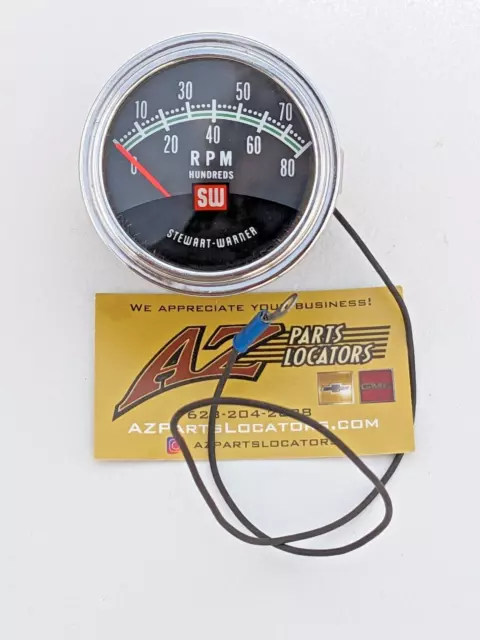 10 30 50 70
0 20 40 60 80
RPM
HUNDREDS
SW
STEWART-WARNER
WE APPRECIATE YOUR BUSINESS!
AZ PARTS
LOCATORS
GMC
AZPARTSLOCATORS.COM
AZPARTSLOCATORS